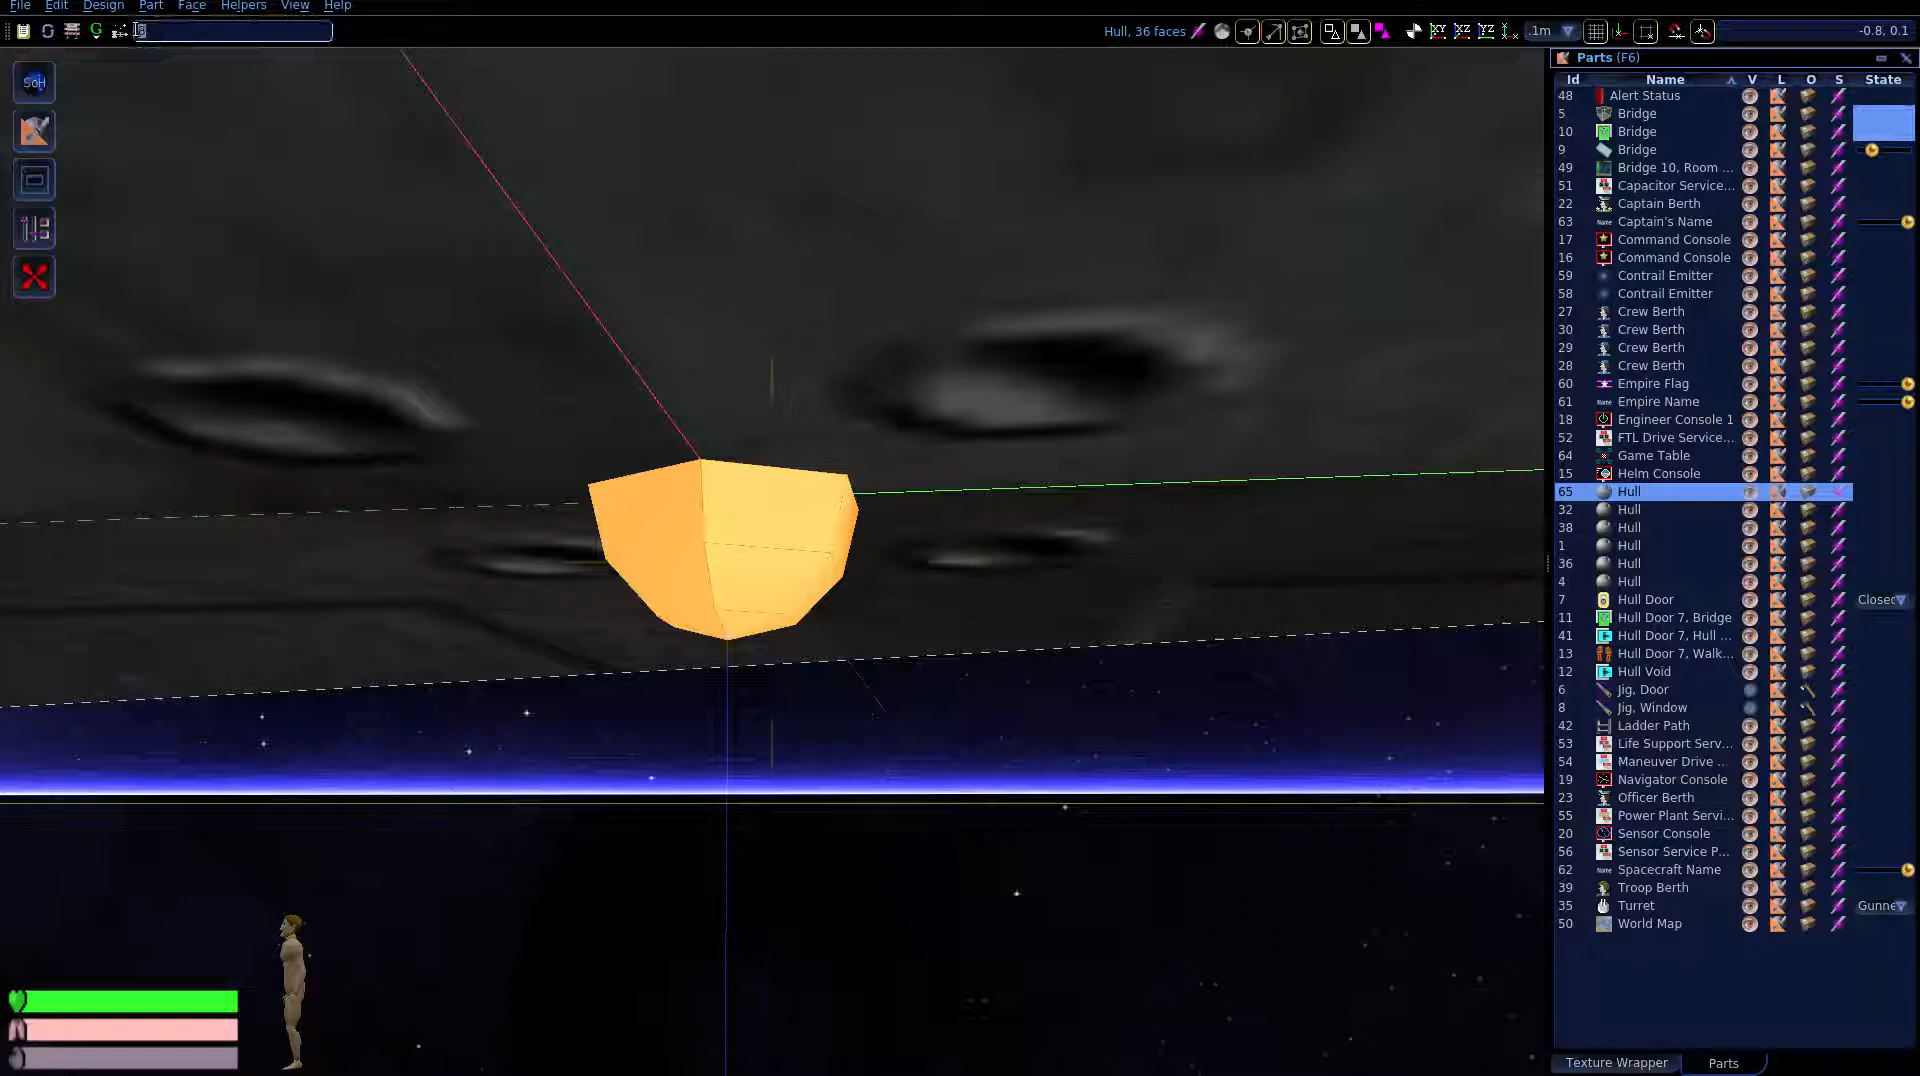 File Edit Design Part Face Helpers View Help
Hull, 36 faces
XY XZ YZ
.1m
-0.8, 0.1
SoH
Parts (F6)
Id Name V L O S State
48 Alert Status
5 Bridge
10 Bridge
9 Bridge
49 Bridge 10, Room ...
51 Capacitor Service...
22 Captain Berth
63 Name Captain's Name
17 Command Console
16 Command Console
59 Contrail Emitter
58 Contrail Emitter
27 Crew Berth
30 Crew Berth
29 Crew Berth
28 Crew Berth
60 Empire Flag
61 Name Empire Name
18 Engineer Console 1
52 FTL Drive Service...
64 Game Table
15 Helm Console
65 Hull
32 Hull
38 Hull
1 Hull
36 Hull
4 Hull
7 Hull Door Closed
11 Hull Door 7, Bridge
41 Hull Door 7, Hull ...
13 Hull Door 7, Walk...
12 Hull Void
6 Jig, Door
8 Jig, Window
42 Ladder Path
53 Life Support Serv...
54 Maneuver Drive ...
19 Navigator Console
23 Officer Berth
55 Power Plant Servi...
20 Sensor Console
56 Sensor Service P...
62 Name Spacecraft Name
39 Troop Berth
35 Turret Gunne
50 World Map
Texture Wrapper Parts